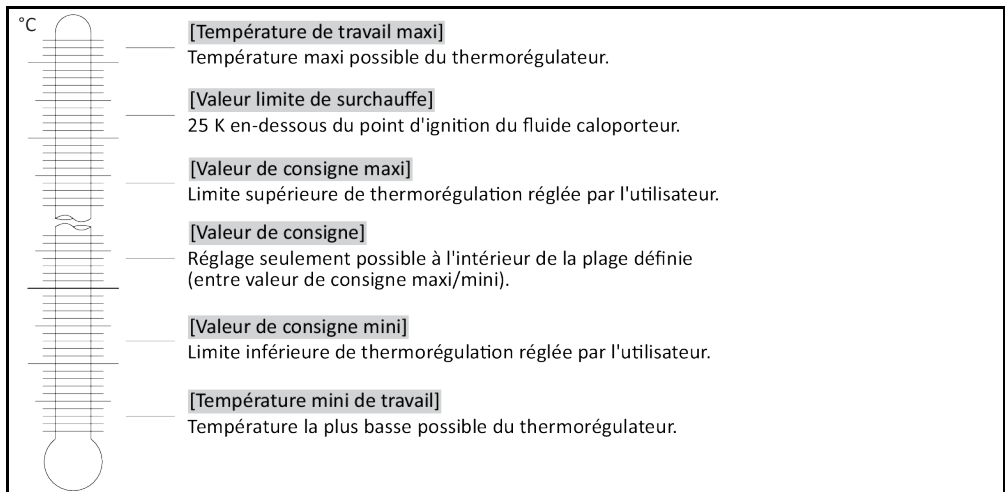 °C
[Température de travail maxi]
Température maxi possible du thermorégulateur.
[Valeur limite de surchauffe]
25 K en-dessous du point d'ignition du fluide caloporteur.
[Valeur de consigne maxi]
Limite supérieure de thermorégulation réglée par l'utilisateur.
[Valeur de consigne]
Réglage seulement possible à l'intérieur de la plage définie
(entre valeur de consigne maxi/mini).
[Valeur de consigne mini]
Limite inférieure de thermorégulation réglée par l'utilisateur.
[Température mini de travail]
Température la plus basse possible du thermorégulateur.